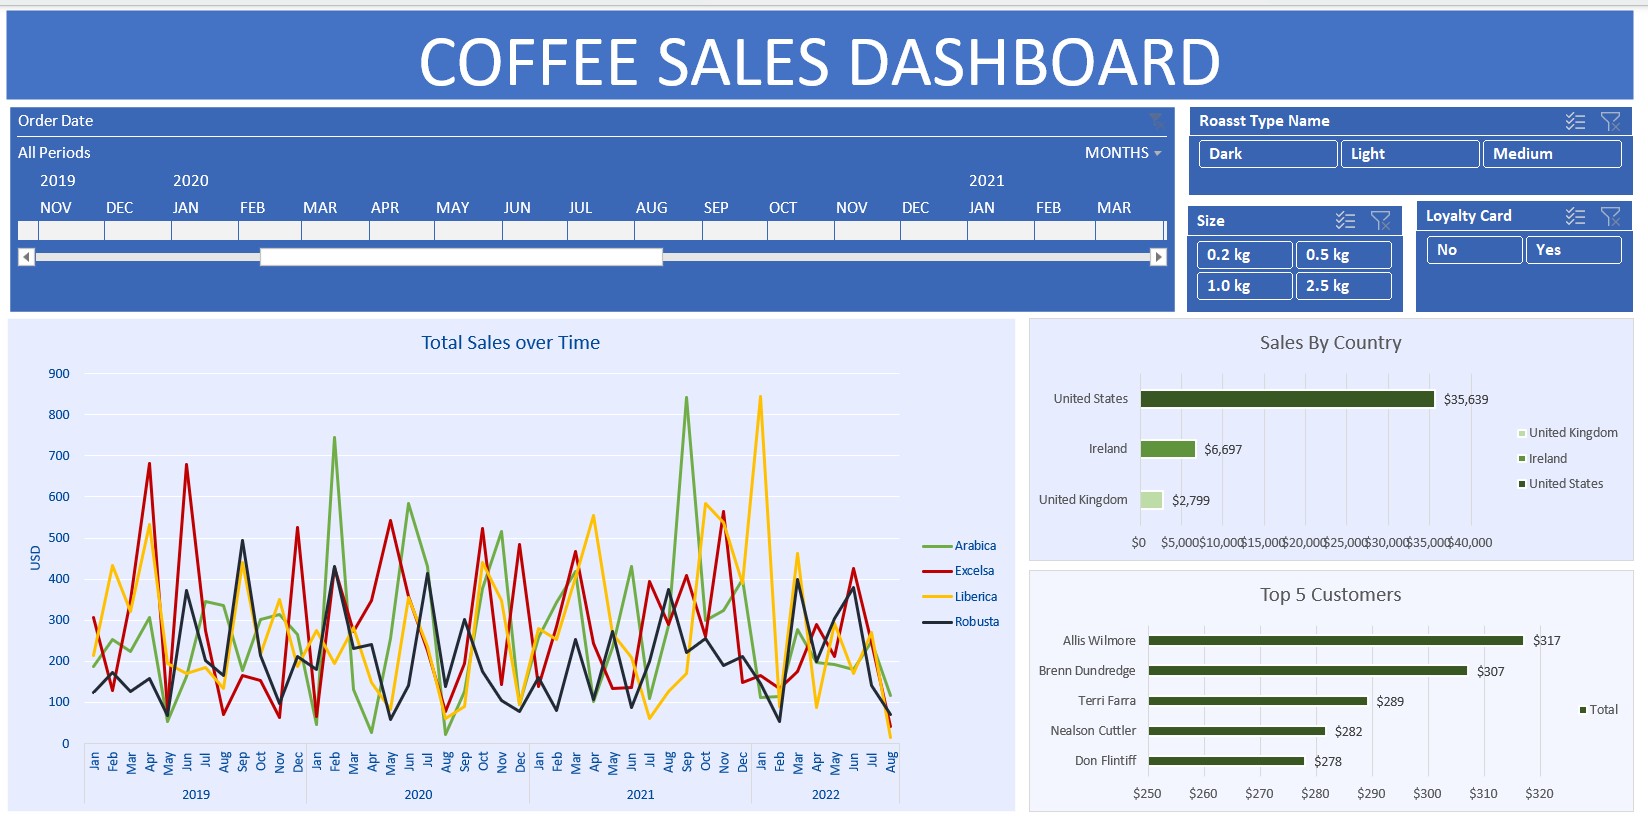 COFFEE SALES DASHBOARD
Order Date
All Periods
MONTHS
2019 2020 2021
NOV DEC JAN FEB MAR APR MAY JUN JUL AUG SEP OCT NOV DEC JAN FEB MAR
Roasst Type Name
Dark Light Medium
Size
0.2 kg 0.5 kg
1.0 kg 2.5 kg
Loyalty Card
No Yes
Total Sales over Time
900
800
700
600
500
400
300
200
100
0
USD
Jan Feb Mar Apr May Jun Jul Aug Sep Oct Nov Dec Jan Feb Mar Apr May Jun Jul Aug Sep Oct Nov Dec Jan Feb Mar Apr May Jun Jul Aug Sep Oct Nov Dec Jan Feb Mar Apr May Jun Jul Aug
2019 2020 2021 2022
Arabica
Excelsa
Liberica
Robusta
Sales By Country
United States $35,639
Ireland $6,697
United Kingdom $2,799
$0 $5,000 $10,000 $15,000 $20,000 $25,000 $30,000 $35,000 $40,000
United Kingdom
Ireland
United States
Top 5 Customers
Allis Wilmore $317
Brenn Dundredge $307
Terri Farra $289
Nealson Cuttler $282
Don Flintiff $278
$250 $260 $270 $280 $290 $300 $310 $320
Total